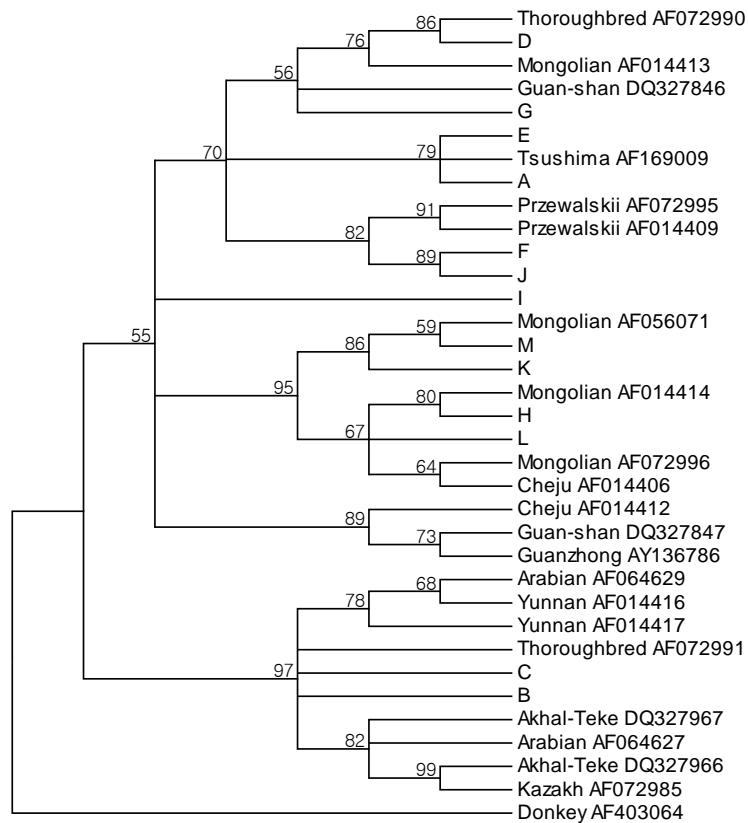 86 Thoroughbred AF072990
D
76
Mongolian AF014413
56
Guan-shan DQ327846
G
E
70 79 Tsushima AF169009
A
91 Przewalskii AF072995
Przewalskii AF014409
82
89 F
J
I
59 Mongolian AF056071
55
86 M
K
95
80 Mongolian AF014414
H
67 L
64 Mongolian AF072996
Cheju AF014406
Cheju AF014412
89
73 Guan-shan DQ327847
Guanzhong AY136786
68 Arabian AF064629
78 Yunnan AF014416
Yunnan AF014417
Thoroughbred AF072991
97 C
B
Akhal-Teke DQ327967
82 Arabian AF064627
99 Akhal-Teke DQ327966
Kazakh AF072985
Donkey AF403064